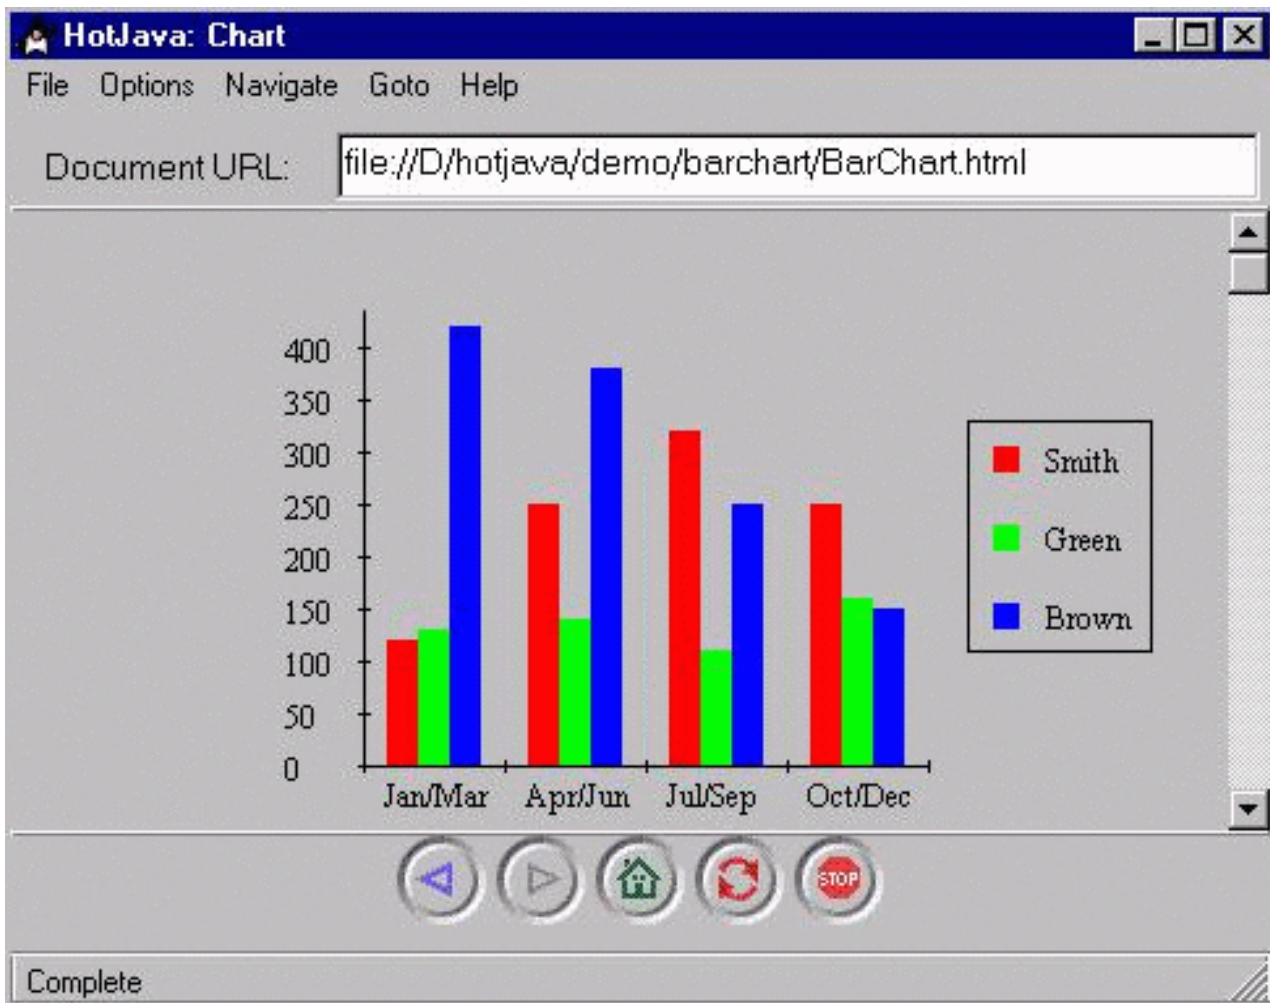 HotJava: Chart
File Options Navigate Goto Help
Document URL: file://D/hotjava/demo/barchart/BarChart.html
400
350
300
250
200
150
100
50
0
Jan/Mar Apr/Jun Jul/Sep Oct/Dec
Smith
Green
Brown
STOP
Complete